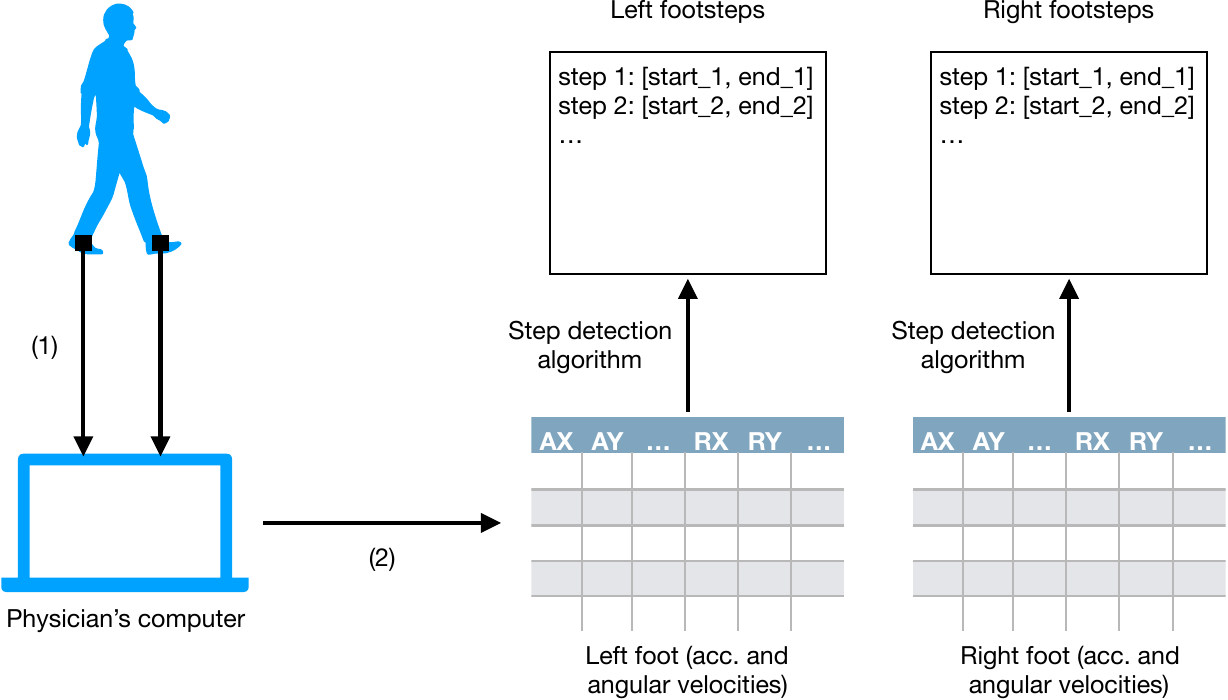 Left footsteps
step 1: [start_1, end_1]
step 2: [start_2, end_2]
…
Right footsteps
step 1: [start_1, end_1]
step 2: [start_2, end_2]
…
(1)
Step detection
algorithm
Step detection
algorithm
Physician’s computer
(2)
AX AY … RX RY …
Left foot (acc. and
angular velocities)
AX AY … RX RY …
Right foot (acc. and
angular velocities)